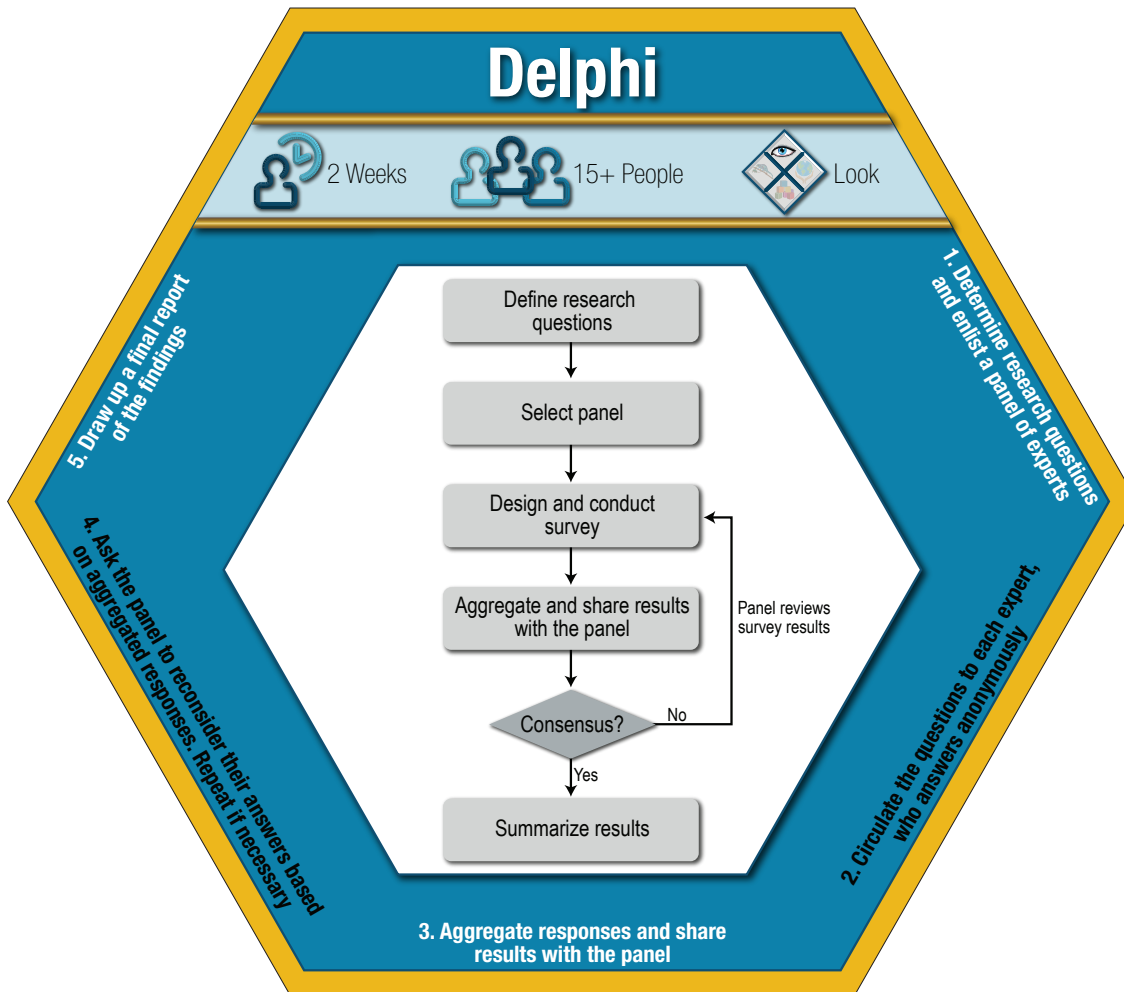 Delphi
2 Weeks
15+ People
Look
1. Determine research questions
and enlist a panel of experts
2. Circulate the questions to each expert,
who answers anonymously
3. Aggregate responses and share
results with the panel
4. Ask the panel to reconsider their answers based
on aggregated responses. Repeat if necessary
5. Draw up a final report
of the findings
Define research
questions
Select panel
Design and conduct
survey
Aggregate and share results
with the panel
Panel reviews
survey results
Consensus?
No
Yes
Summarize results